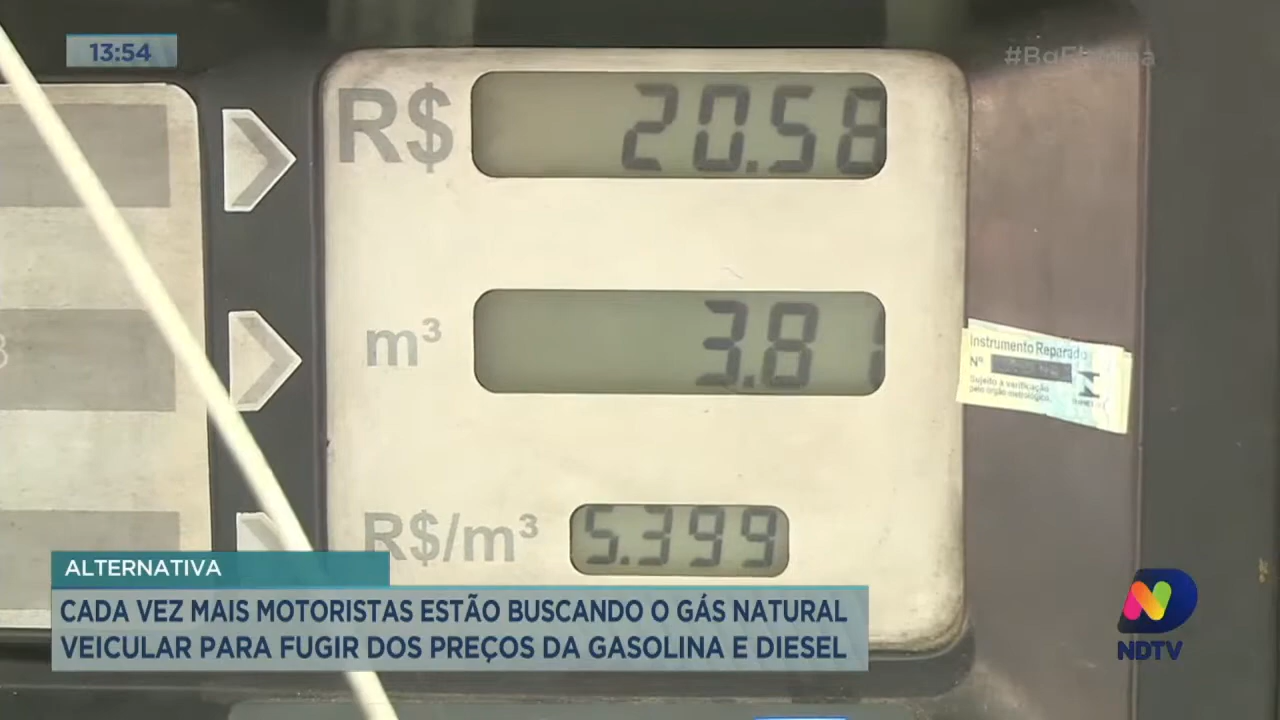 13:54
R$ 20.58
m³ 3.81
Instrumento Reparado
Nº
Sujeito à verificação
pelo órgão metrológico.
R$/m³ 5.399
ALTERNATIVA
CADA VEZ MAIS MOTORISTAS ESTÃO BUSCANDO O GÁS NATURAL
VEICULAR PARA FUGIR DOS PREÇOS DA GASOLINA E DIESEL
NDTV